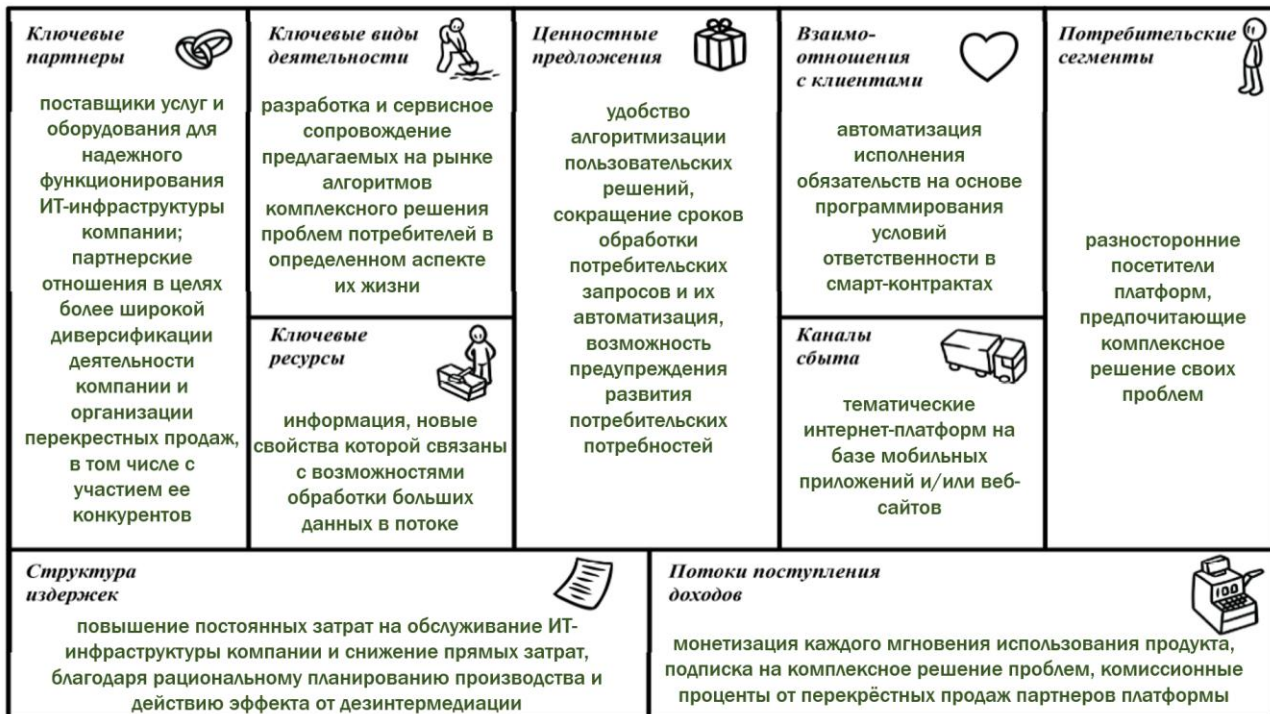 Ключевые
партнеры
поставщики услуг и
оборудования для
надежного
функционирования
ИТ-инфраструктуры
компании;
партнерские
отношения в целях
более широкой
диверсификации
деятельности
компании и
организации
перекрестных продаж,
в том числе с
участием ее
конкурентов
Ключевые виды
деятельности
разработка и сервисное
сопровождение
предлагаемых на рынке
алгоритмов
комплексного решения
проблем потребителей в
определенном аспекте
их жизни
Ключевые
ресурсы
информация, новые
свойства которой связаны
с возможностями
обработки больших
данных в потоке
Ценностные
предложения
удобство
алгоритмизации
пользовательских
решений,
сокращение сроков
обработки
потребительских
запросов и их
автоматизация,
возможность
предупреждения
развития
потребительских
потребностей
Взаимо-
отношения
с клиентами
автоматизация
исполнения
обязательств на основе
программирования
условий
ответственности в
смарт-контрактах
Каналы
сбыта
тематические
интернет-платформ на
базе мобильных
приложений и/или веб-
сайтов
Потребительские
сегменты
разносторонние
посетители
платформ,
предпочитающие
комплексное
решение своих
проблем
Структура
издержек
повышение постоянных затрат на обслуживание ИТ-
инфраструктуры компании и снижение прямых затрат,
благодаря рациональному планированию производства и
действию эффекта от дезинтермедиации
Потоки поступления
доходов
100
монетизация каждого мгновения использования продукта,
подписка на комплексное решение проблем, комиссионные
проценты от перекрёстных продаж партнеров платформы